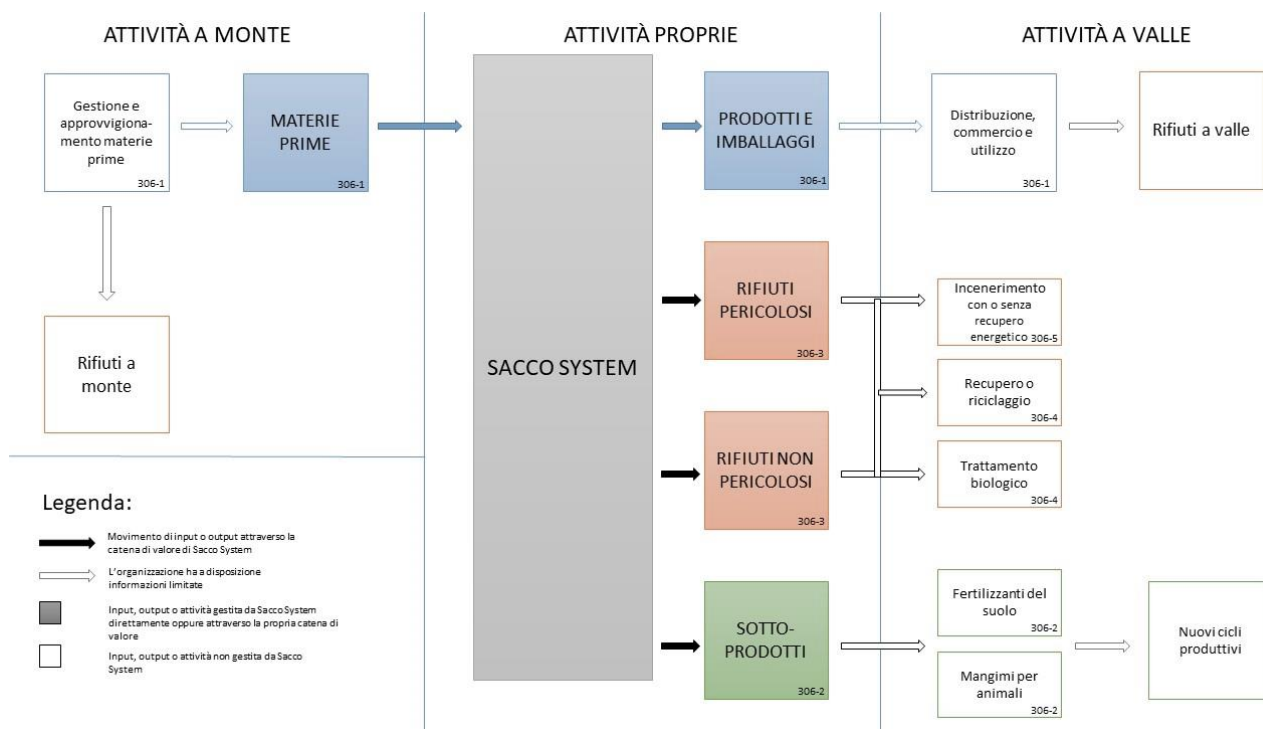 ATTIVITÀ A MONTE
Gestione e
approvvigiona-
mento materie
prime
306-1
MATERIE
PRIME
306-1
Rifiuti a
monte
ATTIVITÀ PROPRIE
SACCO SYSTEM
PRODOTTI E
IMBALLAGGI
306-1
RIFIUTI
PERICOLOSI
306-3
RIFIUTI NON
PERICOLOSI
306-3
SOTTO-
PRODOTTI
306-2
ATTIVITÀ A VALLE
Distribuzione,
commercio e
utilizzo
306-1
Rifiuti a valle
Incenerimento
con o senza
recupero
energetico 306-5
Recupero o
riciclaggio
306-4
Trattamento
biologico
306-4
Fertilizzanti del
suolo
306-2
Mangimi per
animali
306-2
Nuovi cicli
produttivi
Legenda:
Movimento di input o output attraverso la
catena di valore di Sacco System
L'organizzazione ha a disposizione
informazioni limitate
Input, output o attività gestita da Sacco System
direttamente oppure attraverso la propria catena di
valore
Input, output o attività non gestita da Sacco
System